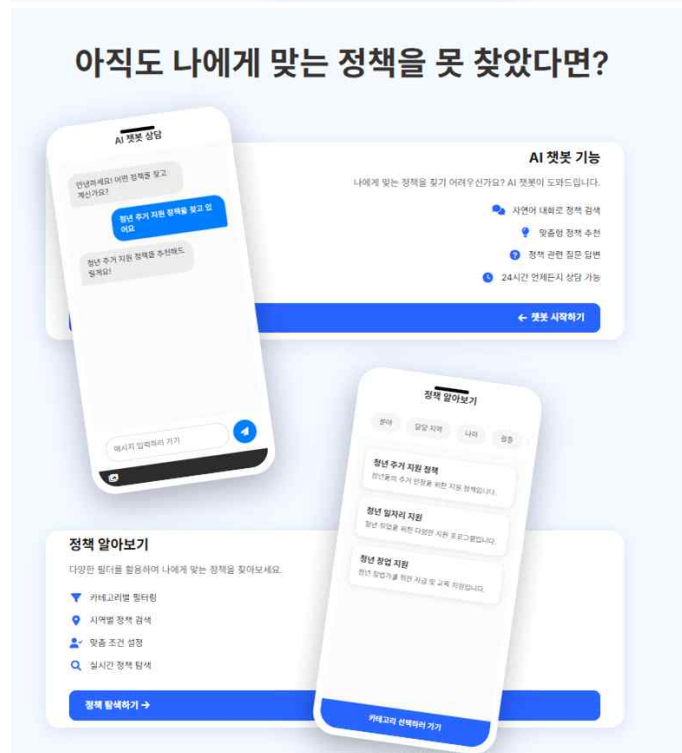 아직도 나에게 맞는 정책을 못 찾았다면?
AI 챗봇 상담
안녕하세요! 어떤 정책을 찾고
계신가요?
청년 주거 지원 정책을 찾고 있
어요
청년 주거 지원 정책을 추천해드
릴게요!
메시지 입력하러 가기
AI 챗봇 기능
나에게 맞는 정책을 찾기 어려우신가요? AI 챗봇이 도와드립니다.
자연어 대화로 정책 검색
맞춤형 정책 추천
정책 관련 질문 답변
24시간 언제든지 상담 가능
← 챗봇 시작하기
정책 알아보기
분야
담당 지역
나이
청년 주거 지원 정책
청년들의 주거 안정을 위한 지원 정책입니다.
청년 일자리 지원
청년 취업을 위한 다양한 지원 프로그램입니다.
청년 창업 지원
청년 창업가를 위한 자금 및 교육 지원입니다.
카테고리 선택하러 가기
정책 알아보기
다양한 필터를 활용하여 나에게 맞는 정책을 찾아보세요.
카테고리별 필터링
지역별 정책 검색
맞춤 조건 설정
실시간 정책 탐색
정책 탐색하기 →